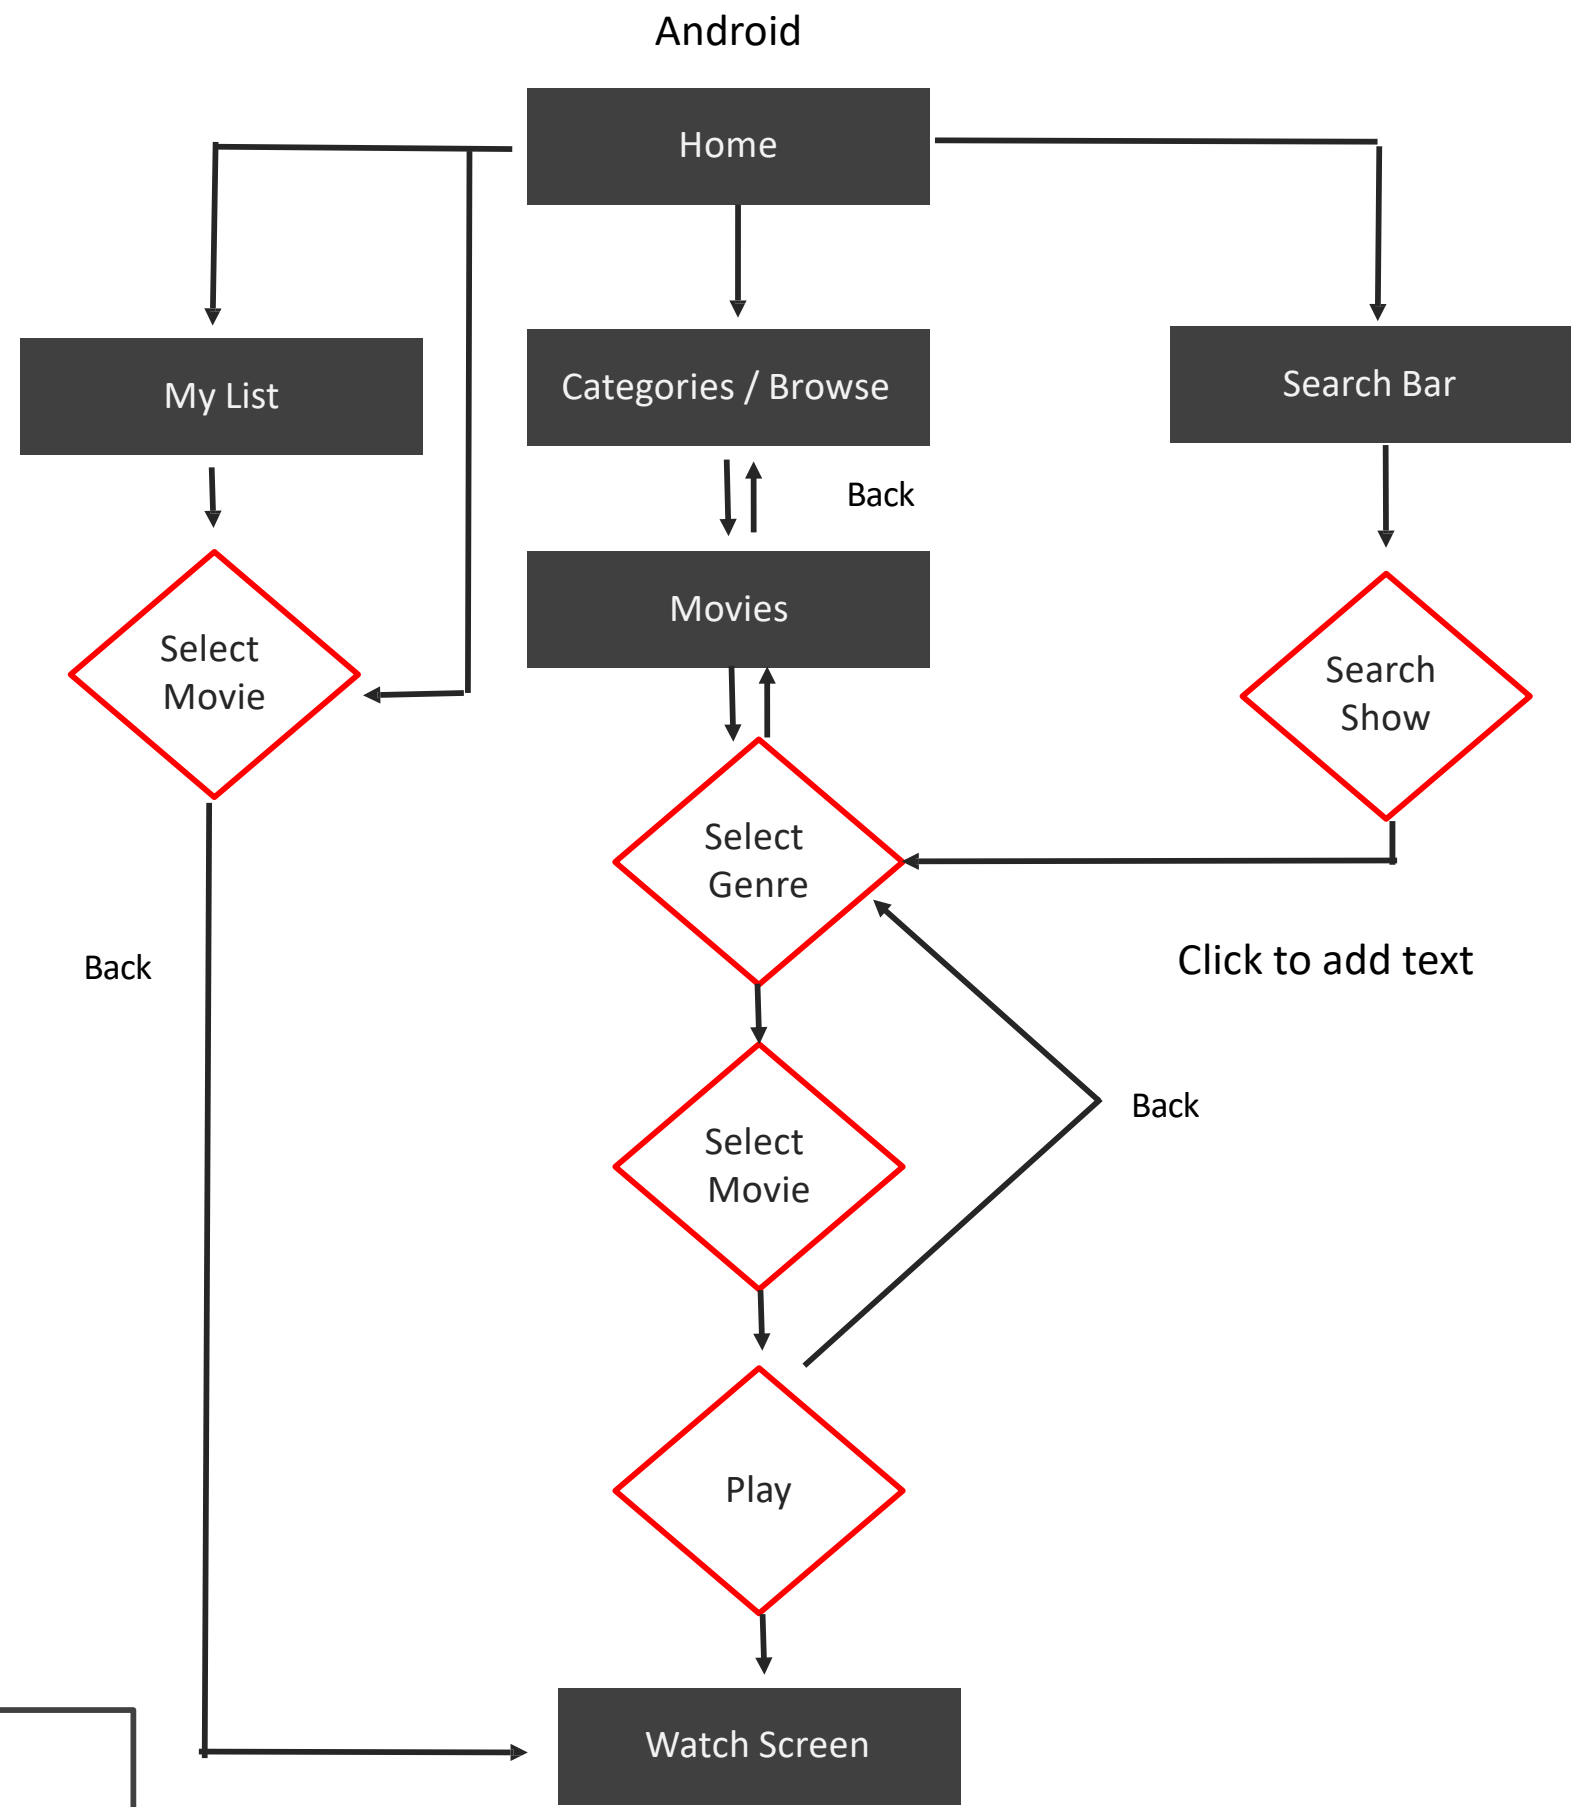 Android
Home
My List
Categories / Browse
Search Bar
Back
Movies
Select
Movie
Search
Show
Select
Genre
Back
Click to add text
Select
Movie
Back
Play
Watch Screen